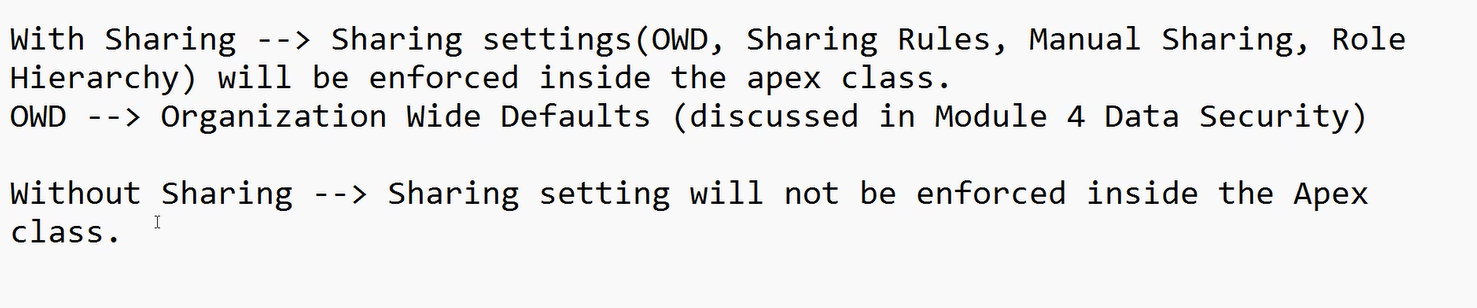 With Sharing --> Sharing settings(OWD, Sharing Rules, Manual Sharing, Role
Hierarchy) will be enforced inside the apex class.
OWD --> Organization Wide Defaults (discussed in Module 4 Data Security)
Without Sharing --> Sharing setting will not be enforced inside the Apex
class.